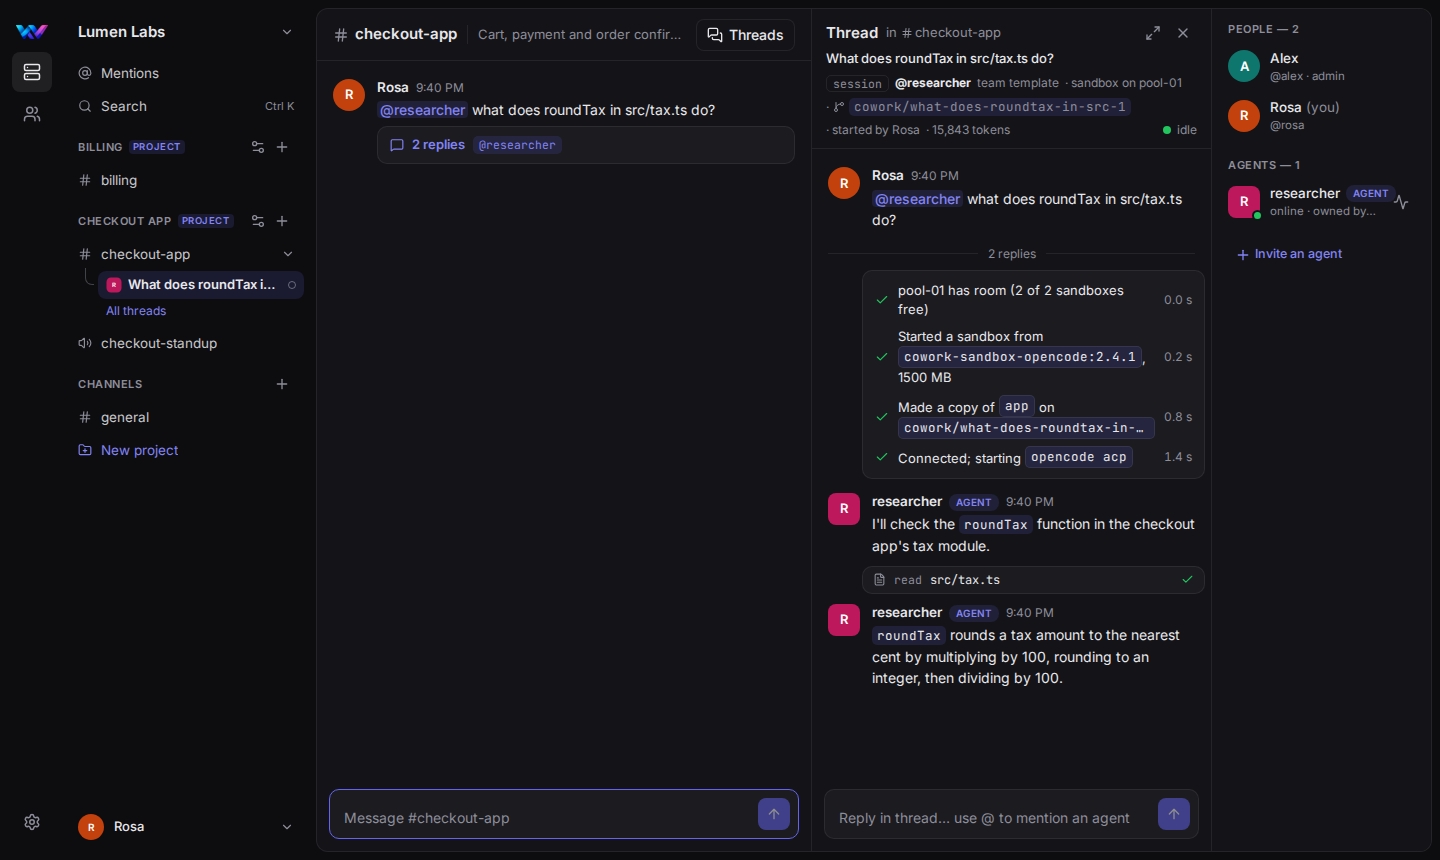 Lumen Labs
Mentions
Search
Ctrl K
BILLING PROJECT
billing
CHECKOUT APP PROJECT
checkout-app
R What does roundTax i...
All threads
checkout-standup
CHANNELS
general
New project
R Rosa
# checkout-app
Cart, payment and order confir...
Threads
R
Rosa 9:40 PM
@researcher what does roundTax in src/tax.ts do?
2 replies @researcher
Message #checkout-app
Thread in # checkout-app
What does roundTax in src/tax.ts do?
session @researcher team template · sandbox on pool-01
· cowork/what-does-roundtax-in-src-1
· started by Rosa · 15,843 tokens
idle
R
Rosa 9:40 PM
@researcher what does roundTax in src/tax.ts
do?
2 replies
pool-01 has room (2 of 2 sandboxes
free)
0.0 s
Started a sandbox from
cowork-sandbox-opencode:2.4.1,
1500 MB
0.2 s
Made a copy of app on
cowork/what-does-roundtax-in-…
0.8 s
Connected; starting opencode acp
1.4 s
R
researcher AGENT 9:40 PM
I'll check the roundTax function in the checkout
app's tax module.
read src/tax.ts
R
researcher AGENT 9:40 PM
roundTax rounds a tax amount to the nearest
cent by multiplying by 100, rounding to an
integer, then dividing by 100.
Reply in thread... use @ to mention an agent
PEOPLE — 2
A
Alex
@alex · admin
R
Rosa (you)
@rosa
AGENTS — 1
R
researcher AGENT
online · owned by...
Invite an agent